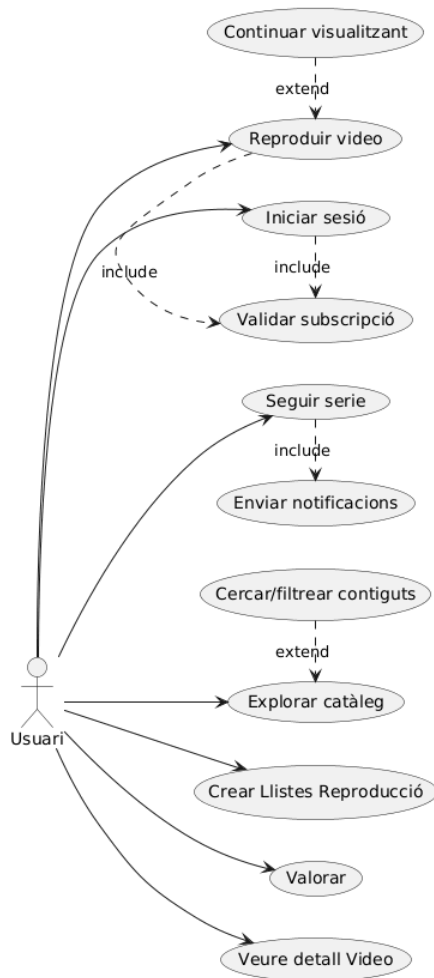 Continuar visualitzant
extend
Reproduir video
Iniciar sesió
include
include
Validar subscripció
Seguir serie
include
Enviar notificacions
Cercar/filtrear contiguts
extend
Explorar catàleg
Usuari
Crear Llistes Reproducció
Valorar
Veure detall Video